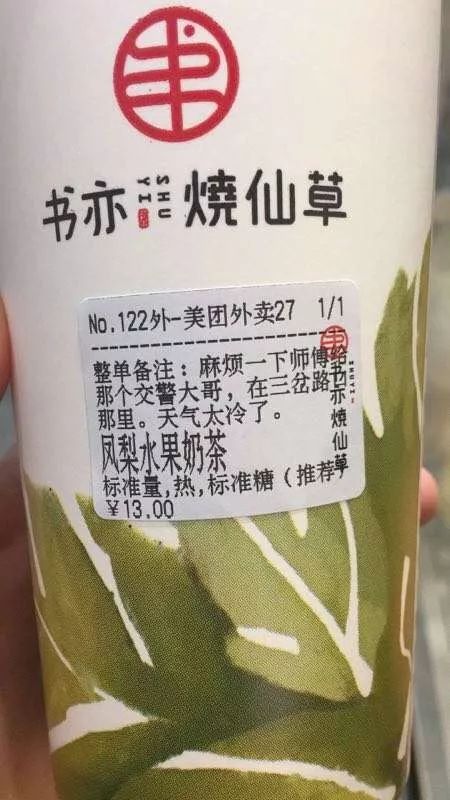 书
书亦
SHU
YI
燒仙草
No.122外-美团外卖27 1/1
整单备注：麻烦一下师傅给
那个交警大哥，在三岔路
那里。天气太冷了。
凤梨水果奶茶
标准量,热,标准糖（推荐）
￥13.00
SHUYI
书亦燒仙草